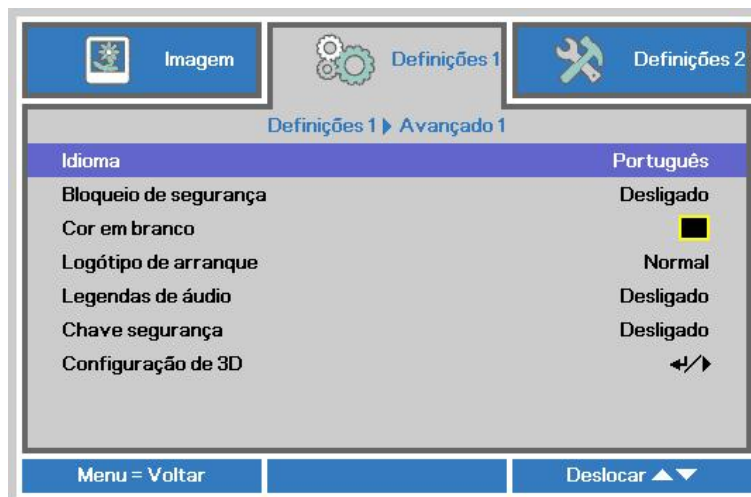 Imagem Definições 1 Definições 2
Definições 1 Avançado 1
Idioma Português
Bloqueio de segurança Desligado
Cor em branco
Logótipo de arranque Normal
Legendas de áudio Desligado
Chave segurança Desligado
Configuração de 3D
Menu = Voltar Deslocar